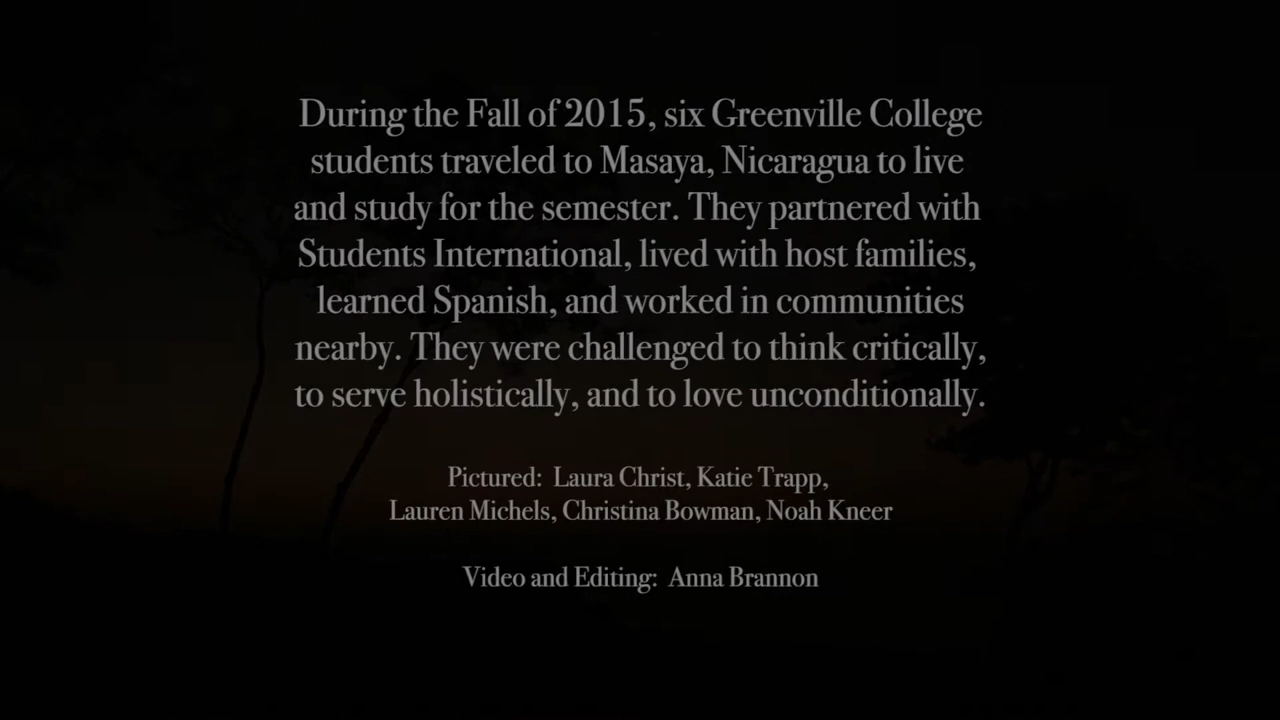 During the Fall of 2015, six Greenville College
students traveled to Masaya, Nicaragua to live
and study for the semester. They partnered with
Students International, lived with host families,
learned Spanish, and worked in communities
nearby. They were challenged to think critically,
to serve holistically, and to love unconditionally.
Pictured: Laura Christ, Katie Trapp,
Lauren Michels, Christina Bowman, Noah Kneer
Video and Editing: Anna Brannon